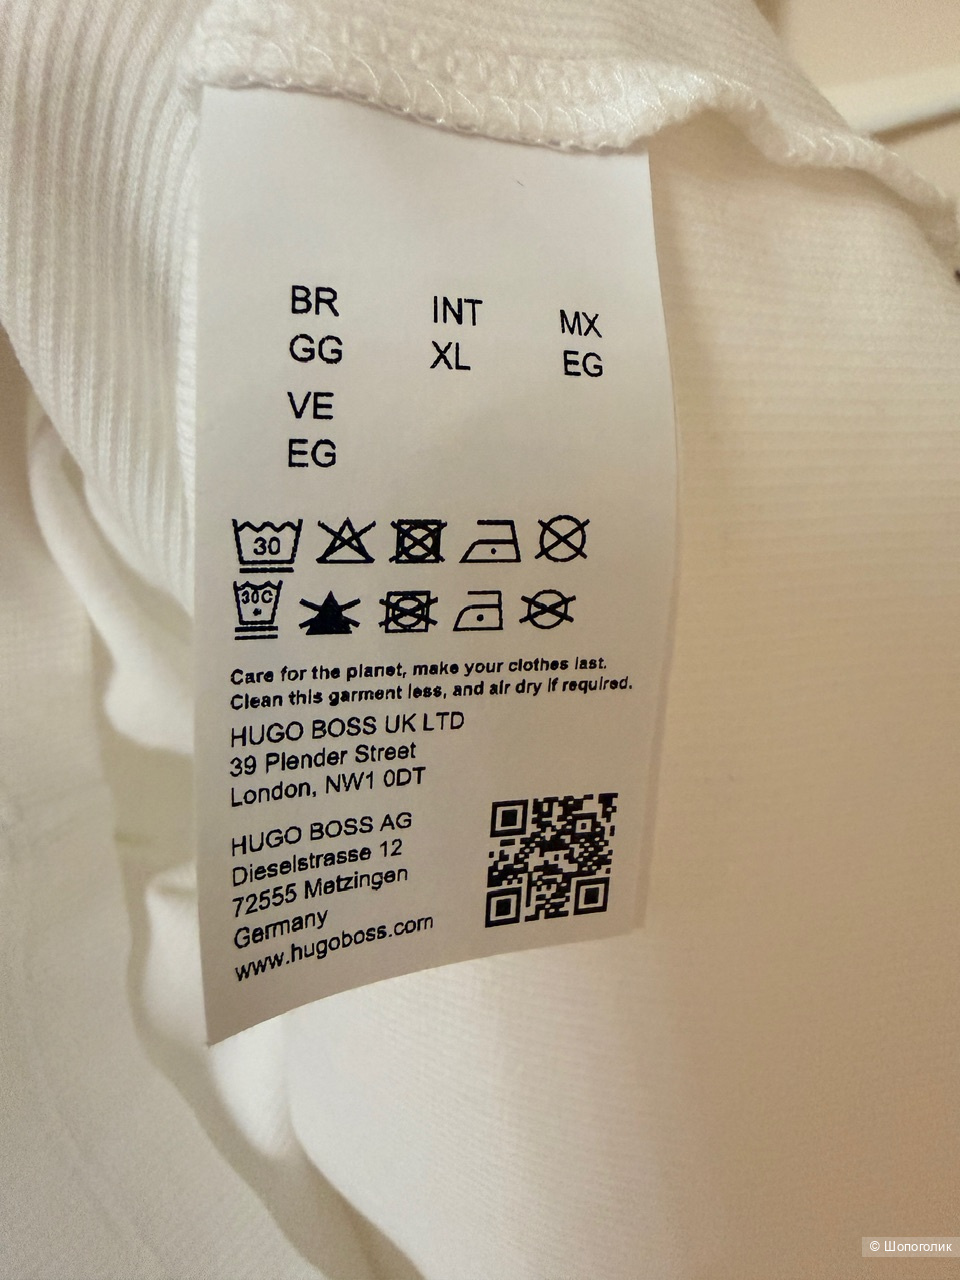 BR INT MX
GG XL EG
VE
EG
30
30C
Care for the planet, make your clothes last.
Clean this garment less, and air dry if required.
HUGO BOSS UK LTD
39 Plender Street
London, NW1 0DT
HUGO BOSS AG
Dieselstrasse 12
72555 Metzingen
Germany
www.hugoboss.com
© Шопоголик